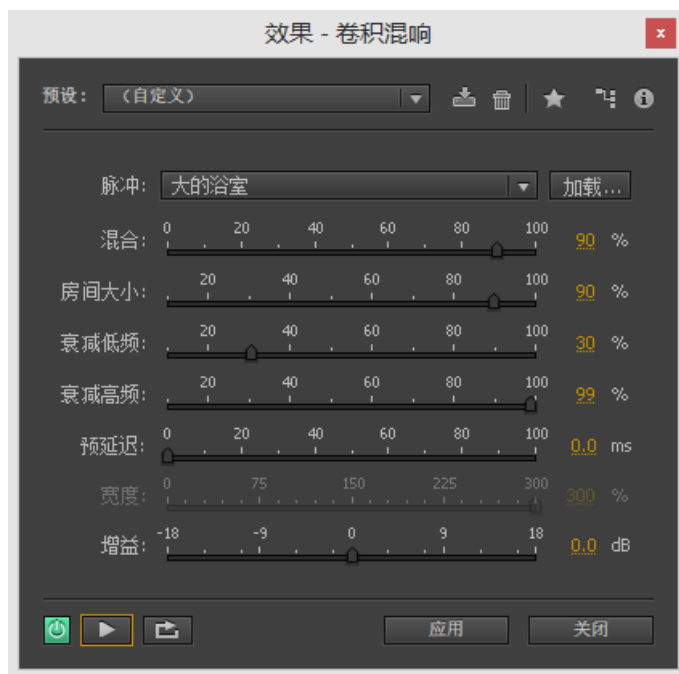 效果 - 卷积混响
x
预设： （自定义）
脉冲: 大的浴室 加载...
0 20 40 60 80 100
混合: 90 %
20 40 60 80 100
房间大小: 90 %
20 40 60 80 100
衰减低频: 30 %
20 40 60 80 100
衰减高频: 99 %
0 20 40 60 80 100
预延迟: 0.0 ms
0 75 150 225 300
宽度: 300 %
-18 -9 0 9 18
增益: 0.0 dB
应用 关闭